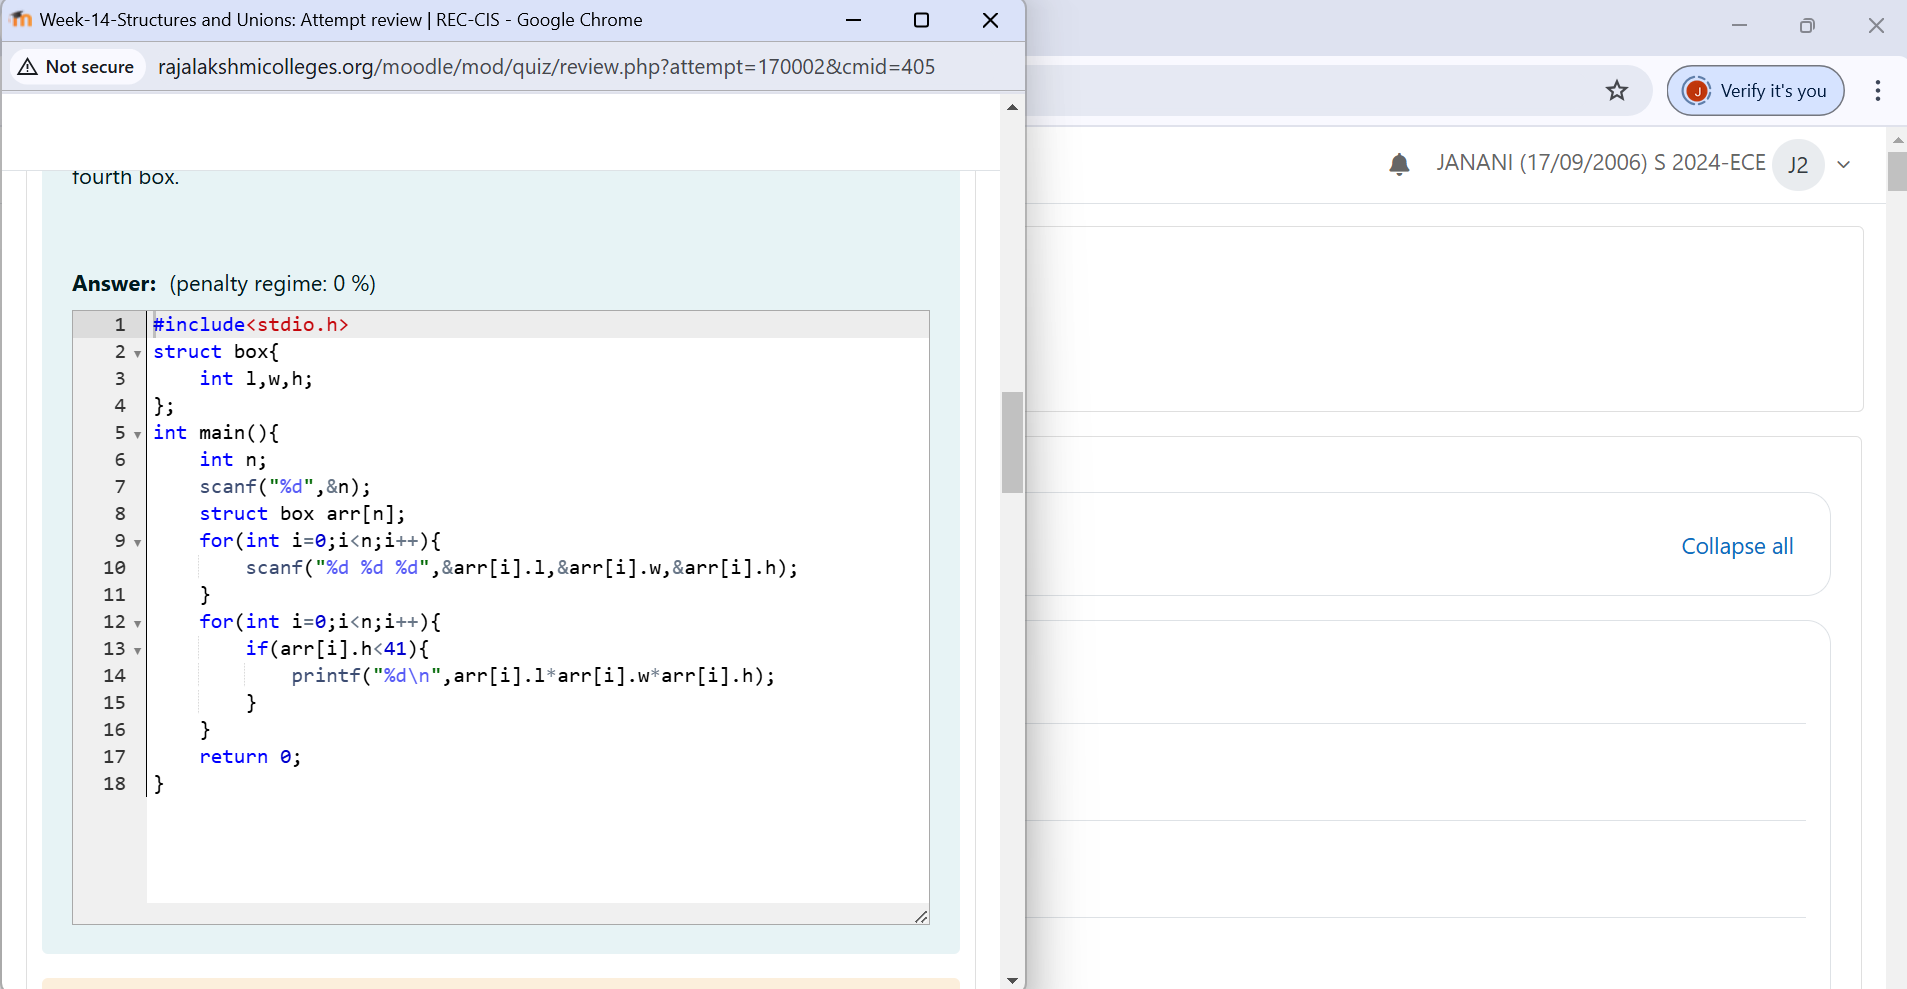 Week-14-Structures and Unions: Attempt review | REC-CIS - Google Chrome
Not secure rajalakshmicolleges.org/moodle/mod/quiz/review.php?attempt=170002&cmid=405
J Verify it's you
JANANI (17/09/2006) S 2024-ECE J2
fourth box.
Answer: (penalty regime: 0 %)
1 #include<stdio.h>
2 struct box{
3     int l,w,h;
4 };
5 int main(){
6     int n;
7     scanf("%d",&n);
8     struct box arr[n];
9     for(int i=0;i<n;i++){
10         scanf("%d %d %d",&arr[i].l,&arr[i].w,&arr[i].h);
11     }
12     for(int i=0;i<n;i++){
13         if(arr[i].h<41){
14             printf("%d\n",arr[i].l*arr[i].w*arr[i].h);
15         }
16     }
17     return 0;
18 }
Collapse all